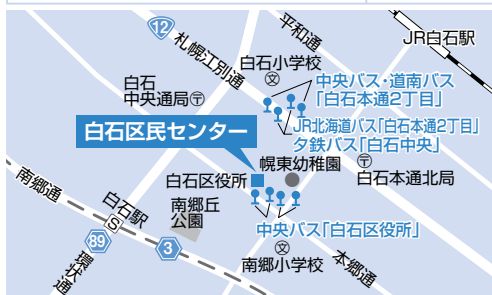 12
平和通
JR白石駅
札幌江別通
白石小学校
文
中央バス・道南バス
「白石本通2丁目」
白石
中央通局〒
JR北海道バス「白石本通2丁目」
夕鉄バス「白石中央」
白石区民センター
幌東幼稚園
〒
白石本通北局
白石区役所
南郷通
白石駅
S
南郷丘
公園
中央バス「白石区役所」
89
3
文
南郷小学校
環状通
本郷通